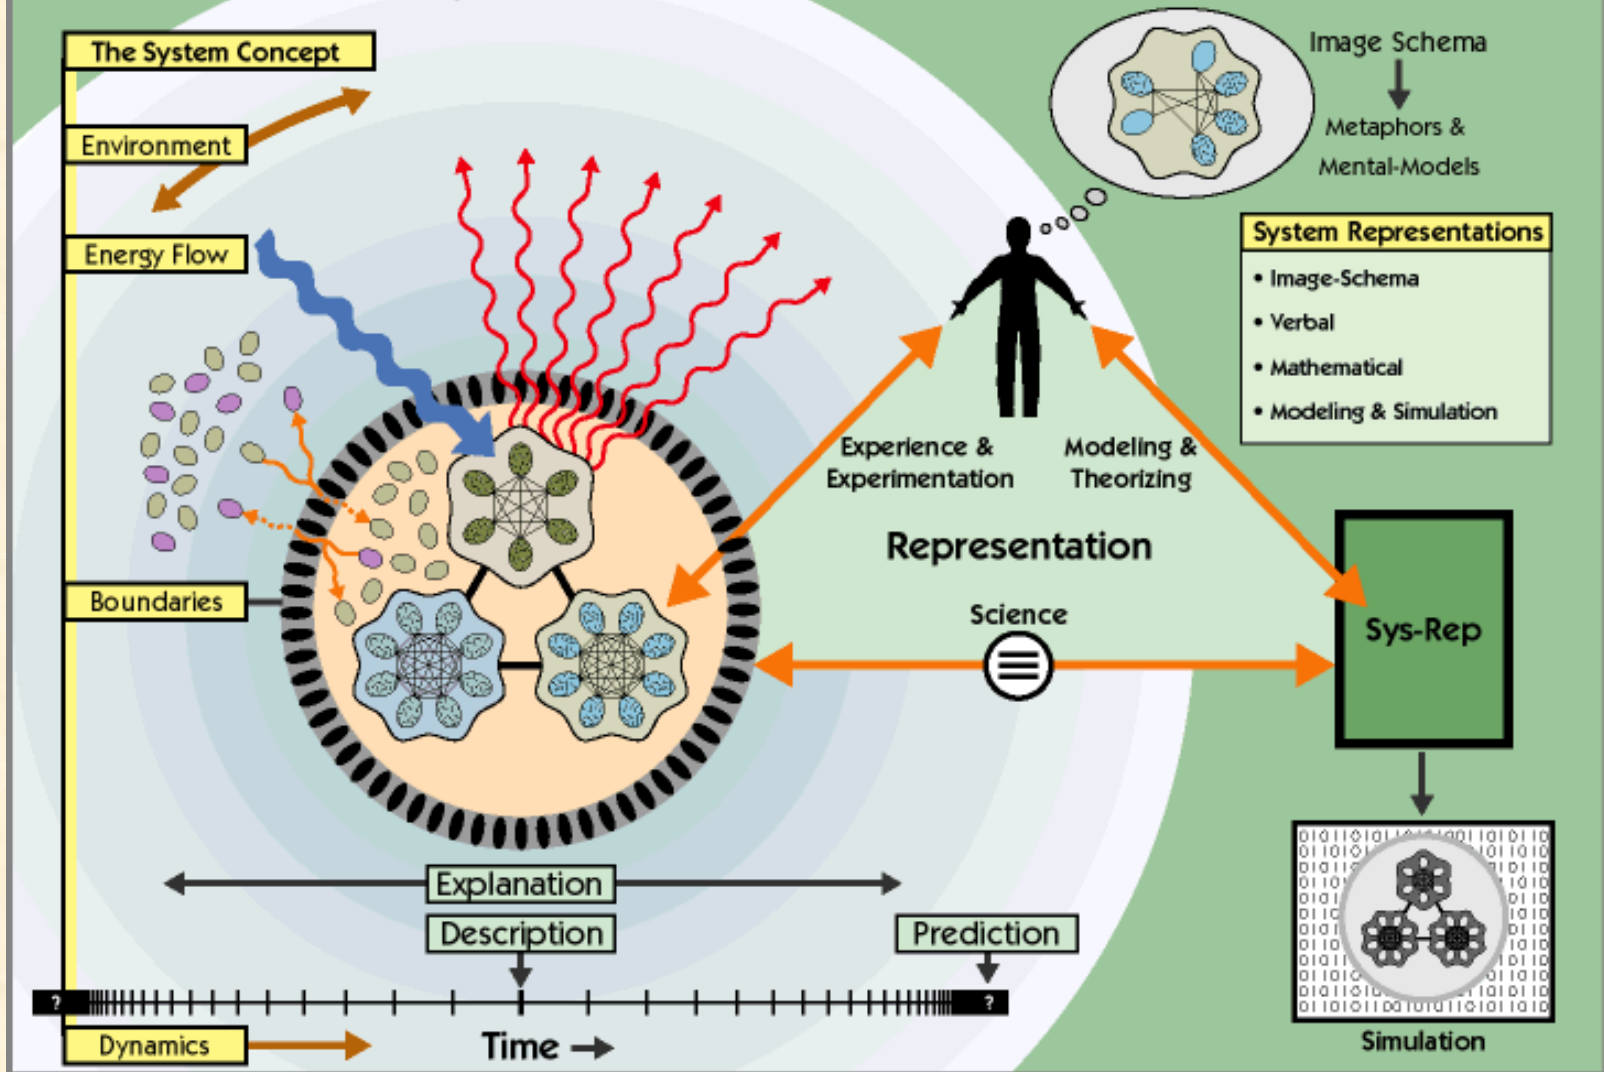 The System Concept
Environment
Energy Flow
Boundaries
Image Schema
Metaphors &
Mental-Models
System Representations
• Image-Schema
• Verbal
• Mathematical
• Modeling & Simulation
Experience &
Experimentation
Modeling &
Theorizing
Representation
Science
Sys-Rep
Explanation
Description
Prediction
?
?
Dynamics
Time
Simulation